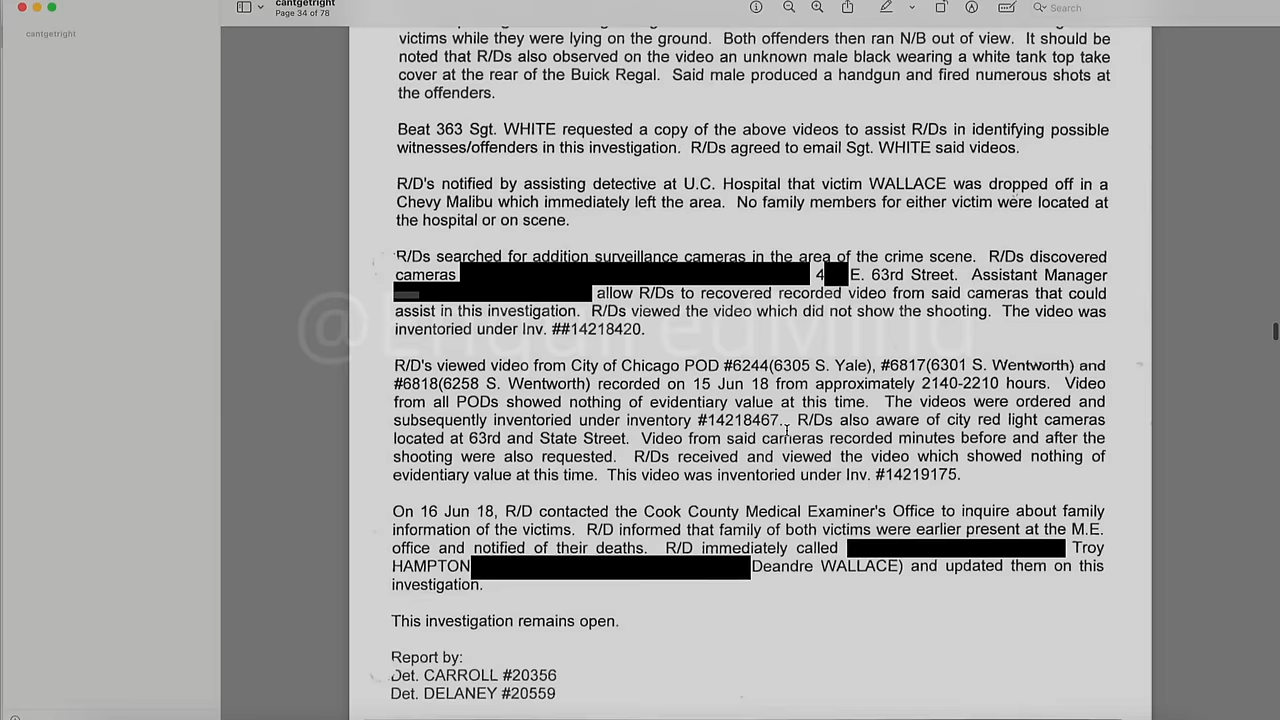 cantgetright
Page 34 of 78
Search
cantgetright
victims while they were lying on the ground. Both offenders then ran N/B out of view. It should be
noted that R/Ds also observed on the video an unknown male black wearing a white tank top take
cover at the rear of the Buick Regal. Said male produced a handgun and fired numerous shots at
the offenders.
Beat 363 Sgt. WHITE requested a copy of the above videos to assist R/Ds in identifying possible
witnesses/offenders in this investigation. R/Ds agreed to email Sgt. WHITE said videos.
R/D's notified by assisting detective at U.C. Hospital that victim WALLACE was dropped off in a
Chevy Malibu which immediately left the area. No family members for either victim were located at
the hospital or on scene.
R/Ds searched for addition surveillance cameras in the area of the crime scene. R/Ds discovered
cameras 4 E. 63rd Street. Assistant Manager
allow R/Ds to recovered recorded video from said cameras that could
assist in this investigation. R/Ds viewed the video which did not show the shooting. The video was
inventoried under Inv. ##14218420.
@EnquiredMind
R/D's viewed video from City of Chicago POD #6244(6305 S. Yale), #6817(6301 S. Wentworth) and
#6818(6258 S. Wentworth) recorded on 15 Jun 18 from approximately 2140-2210 hours. Video
from all PODs showed nothing of evidentiary value at this time. The videos were ordered and
subsequently inventoried under inventory #14218467. R/Ds also aware of city red light cameras
located at 63rd and State Street. Video from said cameras recorded minutes before and after the
shooting were also requested. R/Ds received and viewed the video which showed nothing of
evidentiary value at this time. This video was inventoried under Inv. #14219175.
On 16 Jun 18, R/D contacted the Cook County Medical Examiner's Office to inquire about family
information of the victims. R/D informed that family of both victims were earlier present at the M.E.
office and notified of their deaths. R/D immediately called Troy
HAMPTON Deandre WALLACE) and updated them on this
investigation.
This investigation remains open.
Report by:
Det. CARROLL #20356
Det. DELANEY #20559